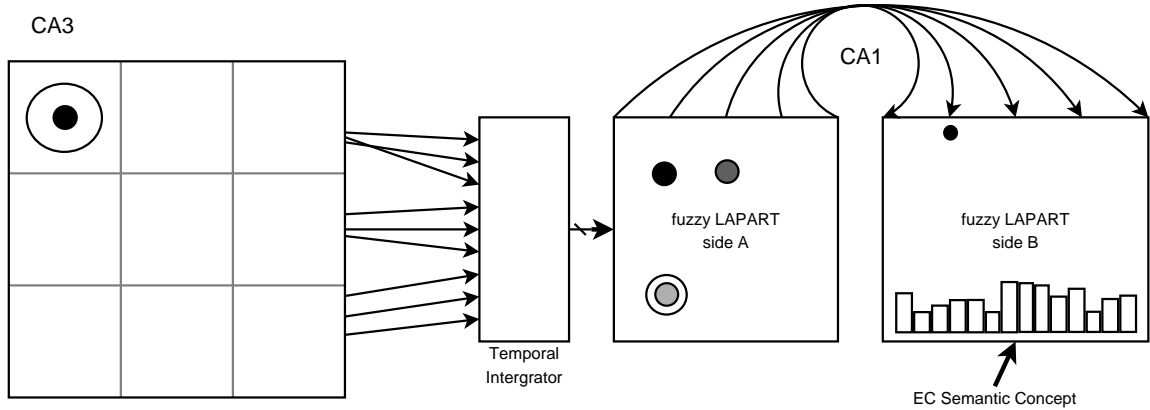 CA3
CA1
Temporal
Intergrator
fuzzy LAPART
side A
fuzzy LAPART
side B
EC Semantic Concept